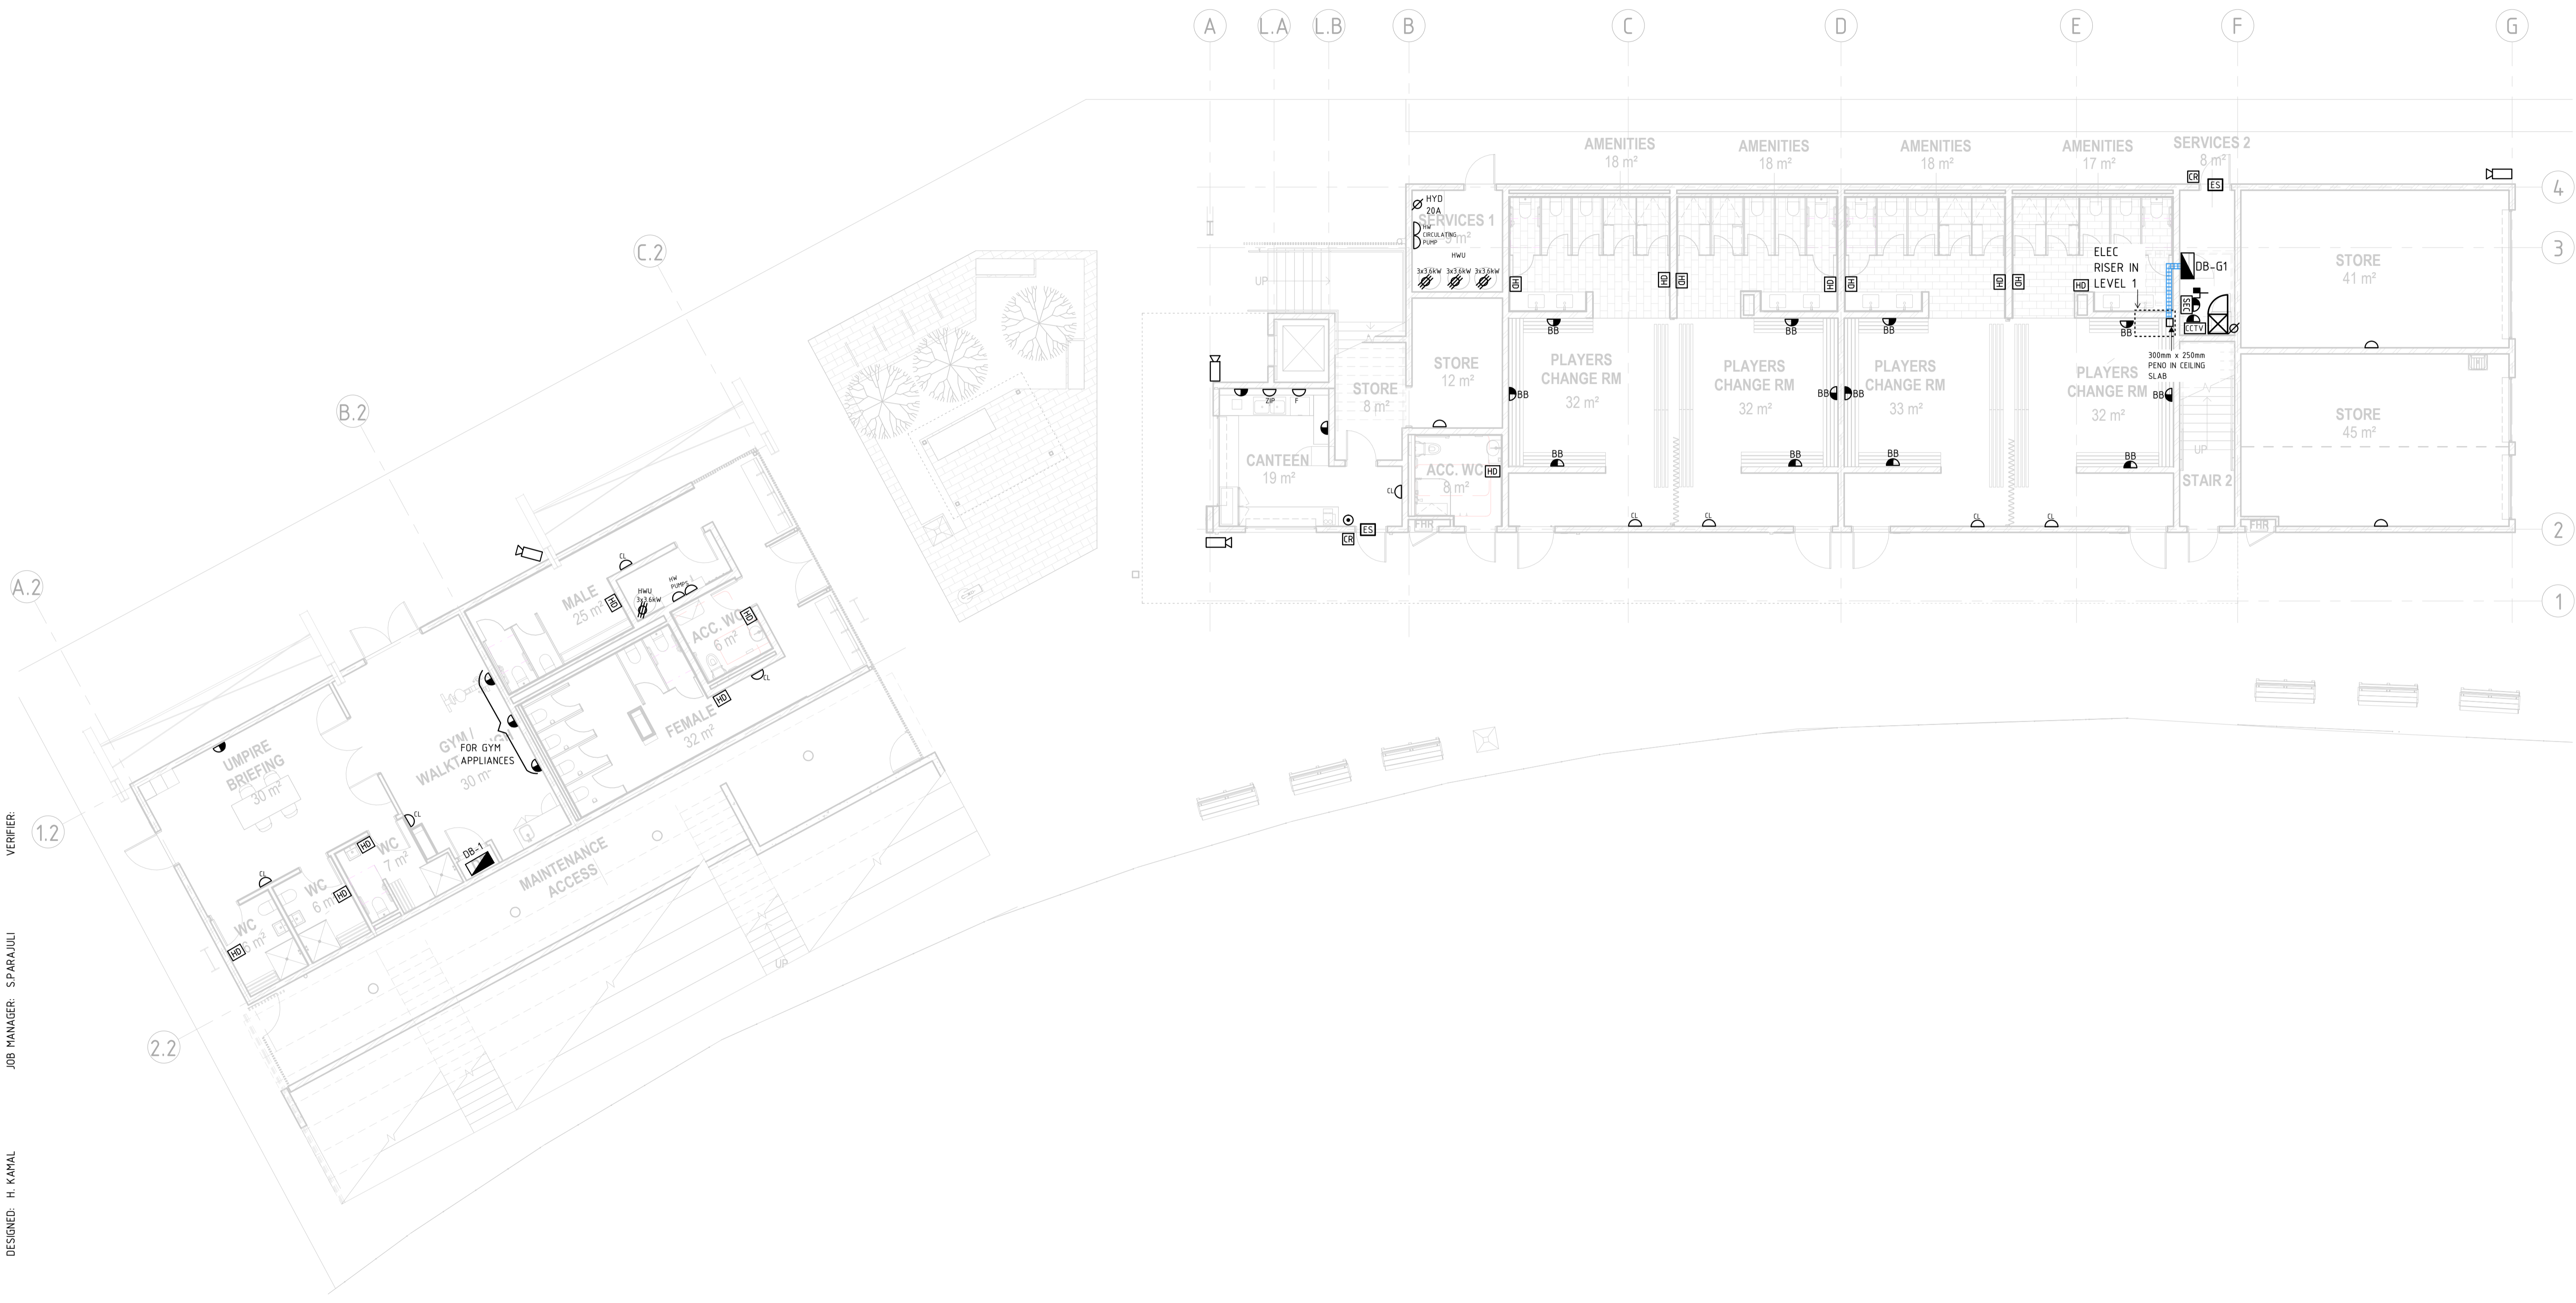 A
L.A
L.B
B
C
D
E
F
G
AMENITIES
18 m²
AMENITIES
18 m²
AMENITIES
18 m²
AMENITIES
17 m²
SERVICES 2
8 m²
CR
ES
4
3
2
1
HYD
20A
SERVICES 1
9 m²
HW
CIRCULATING
PUMP
HWU
3x3.6kW
3x3.6kW
3x3.6kW
HD
HD
HD
HD
HD
HD
HD
HD
ELEC
RISER IN
LEVEL 1
DB-G1
SEC
CCTV
300mm x 250mm
PENO IN CEILING
SLAB
STORE
41 m²
STORE
45 m²
UP
STORE
12 m²
STORE
8 m²
BB
BB
BB
BB
PLAYERS
CHANGE RM
32 m²
PLAYERS
CHANGE RM
32 m²
PLAYERS
CHANGE RM
33 m²
PLAYERS
CHANGE RM
32 m²
BB
BB
BB
BB
BB
BB
BB
BB
UP
STAIR 2
ZIP
F
CANTEEN
19 m²
CL
ACC. WC
8 m²
HD
FHR
FHR
CL
CL
CL
CL
ES
CR
C.2
B.2
A.2
1.2
2.2
CL
MALE
25 m²
HD
HWU
3x3.6kW
HW
PUMPS
ACC. WC
6 m²
HD
CL
HD
FEMALE
32 m²
GYM /
WALKT
30 m²
FOR GYM
APPLIANCES
UMPIRE
BRIEFING
30 m²
CL
HD
WC
7 m²
DB-1
CL
WC
6 m²
HD
WC
6 m²
HD
MAINTENANCE
ACCESS
UP
VERIFIER:
JOB MANAGER: S.PARAJULI
DESIGNED: H. KAMAL